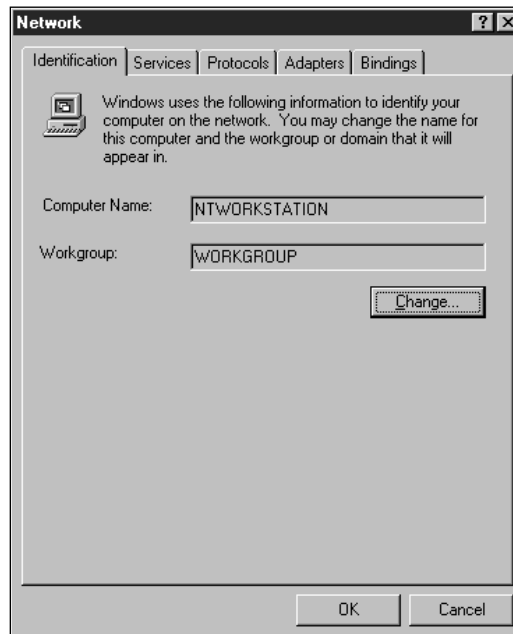 Network
Identification Services Protocols Adapters Bindings
Windows uses the following information to identify your
computer on the network. You may change the name for
this computer and the workgroup or domain that it will
appear in.
Computer Name: NTWORKSTATION
Workgroup: WORKGROUP
Change...
OK Cancel